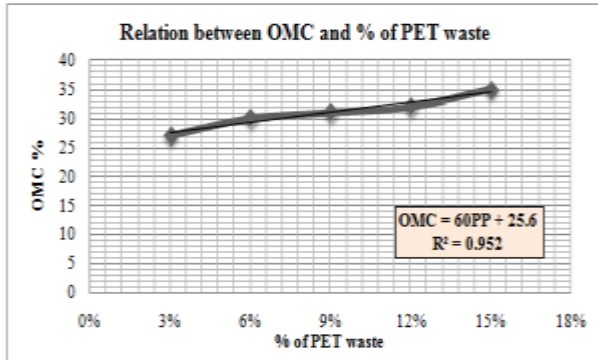 Relation between OMC and % of PET waste
40
35
30
25
20
15
10
5
0
OMC %
OMC = 60PP + 25.6
R² = 0.952
0% 3% 6% 9% 12% 15% 18%
% of PET waste